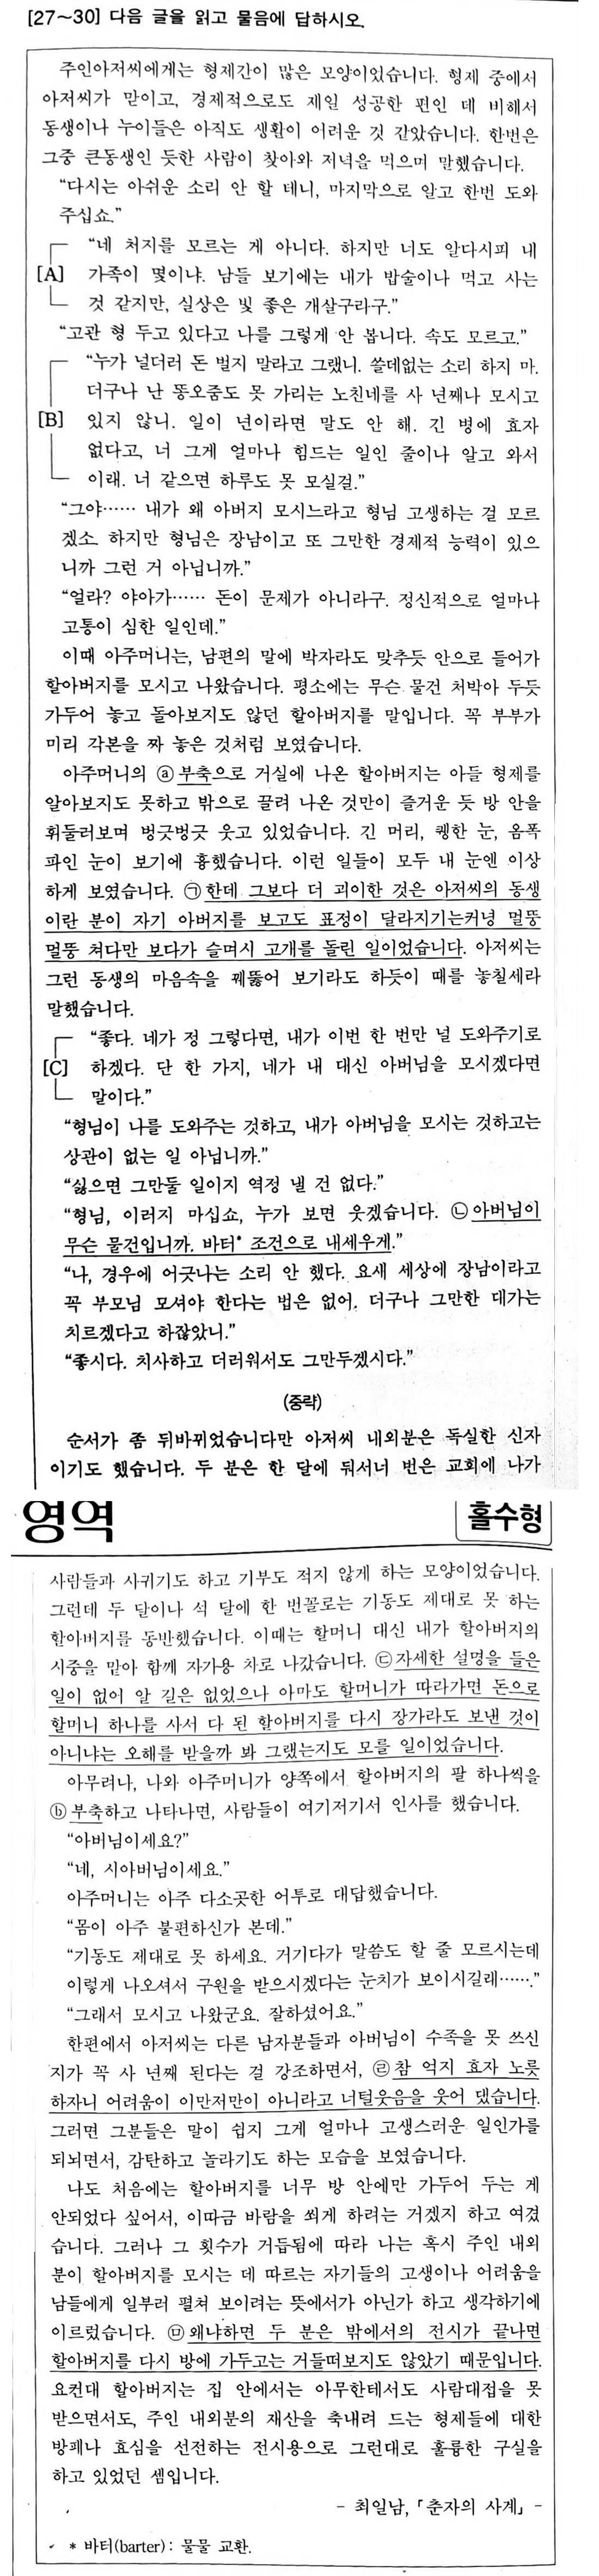 [27~30] 다음 글을 읽고 물음에 답하시오.
주인아저씨에게는 형제간이 많은 모양이었습니다. 형제 중에서
아저씨가 맏이고, 경제적으로도 제일 성공한 편인 데 비해서
동생이나 누이들은 아직도 생활이 어려운 것 같았습니다. 한번은
그중 큰동생인 듯한 사람이 찾아와 저녁을 먹으며 말했습니다.
“다시는 아쉬운 소리 안 할 테니, 마지막으로 알고 한번 도와
주십쇼.”
“네 처지를 모르는 게 아니다. 하지만 너도 알다시피 내
[A] 가족이 몇이냐. 남들 보기에는 내가 밥술이나 먹고 사는
것 같지만, 실상은 빛 좋은 개살구라구.”
“고관 형 두고 있다고 나를 그렇게 안 봅니다. 속도 모르고.”
“누가 널더러 돈 벌지 말라고 그랬니. 쓸데없는 소리 하지 마.
더구나 난 똥오줌도 못 가리는 노친네를 사 년째나 모시고
[B] 있지 않니. 일이 년이라면 말도 안 해. 긴 병에 효자
없다고, 너 그게 얼마나 힘드는 일인 줄이나 알고 와서
이래. 너 같으면 하루도 못 모실걸.”
“그야…… 내가 왜 아버지 모시느라고 형님 고생하는 걸 모르
겠소. 하지만 형님은 장남이고 또 그만한 경제적 능력이 있으
니까 그런 거 아닙니까.”
“얼라? 야아가…… 돈이 문제가 아니라구. 정신적으로 얼마나
고통이 심한 일인데.”
이때 아주머니는, 남편의 말에 박자라도 맞추듯 안으로 들어가
할아버지를 모시고 나왔습니다. 평소에는 무슨 물건 처박아 두듯
가두어 놓고 돌아보지도 않던 할아버지를 말입니다. 꼭 부부가
미리 각본을 짜 놓은 것처럼 보였습니다.
아주머니의 ⓐ부축으로 거실에 나온 할아버지는 아들 형제를
알아보지도 못하고 밖으로 끌려 나온 것만이 즐거운 듯 방 안을
휘둘러보며 벙긋벙긋 웃고 있었습니다. 긴 머리, 퀭한 눈, 움푹
파인 눈이 보기에 흉했습니다. 이런 일들이 모두 내 눈엔 이상
하게 보였습니다. ㉠한데 그보다 더 괴이한 것은 아저씨의 동생
이란 분이 자기 아버지를 보고도 표정이 달라지기는커녕 멀뚱
멀뚱 쳐다만 보다가 슬며시 고개를 돌린 일이었습니다. 아저씨는
그런 동생의 마음속을 꿰뚫어 보기라도 하듯이 때를 놓칠세라
말했습니다.
“좋다. 네가 정 그렇다면, 내가 이번 한 번만 널 도와주기로
[C] 하겠다. 단 한 가지, 네가 내 대신 아버님을 모시겠다면
말이다.”
“형님이 나를 도와주는 것하고, 내가 아버님을 모시는 것하고는
상관이 없는 일 아닙니까.”
“싫으면 그만둘 일이지 역정 낼 건 없다.”
“형님, 이러지 마십쇼, 누가 보면 웃겠습니다. ㉡아버님이
무슨 물건입니까. 바터* 조건으로 내세우게.”
“나, 경우에 어긋나는 소리 안 했다. 요새 세상에 장남이라고
꼭 부모님 모셔야 한다는 법은 없어. 더구나 그만한 대가는
치르겠다고 하잖았니.”
“좋시다. 치사하고 더러워서도 그만두겠시다.”
(중략)
순서가 좀 뒤바뀌었습니다만 아저씨 내외분은 독실한 신자
이기도 했습니다. 두 분은 한 달에 둬서너 번은 교회에 나가
영역
홀수형
사람들과 사귀기도 하고 기부도 적지 않게 하는 모양이었습니다.
그런데 두 달이나 석 달에 한 번꼴로는 기동도 제대로 못 하는
할아버지를 동반했습니다. 이때는 할머니 대신 내가 할아버지의
시중을 맡아 함께 자가용 차로 나갔습니다. ㉢자세한 설명을 들은
일이 없어 알 길은 없었으나 아마도 할머니가 따라가면 돈으로
할머니 하나를 사서 다 된 할아버지를 다시 장가라도 보낸 것이
아니냐는 오해를 받을까 봐 그랬는지도 모를 일이었습니다.
아무려나, 나와 아주머니가 양쪽에서 할아버지의 팔 하나씩을
ⓑ부축하고 나타나면, 사람들이 여기저기서 인사를 했습니다.
“아버님이세요?”
“네, 시아버님이세요.”
아주머니는 아주 다소곳한 어투로 대답했습니다.
“몸이 아주 불편하신가 본데.”
“기동도 제대로 못 하세요. 거기다가 말씀도 할 줄 모르시는데
이렇게 나오셔서 구원을 받으시겠다는 눈치가 보이시길래…….”
“그래서 모시고 나왔군요. 잘하셨어요.”
한편에서 아저씨는 다른 남자분들과 아버님이 수족을 못 쓰신
지가 꼭 사 년째 된다는 걸 강조하면서, ㉣참 억지 효자 노릇
하자니 어려움이 이만저만이 아니라고 너털웃음을 웃어 댔습니다.
그러면 그분들은 말이 쉽지 그게 얼마나 고생스러운 일인가를
되뇌면서, 감탄하고 놀라기도 하는 모습을 보였습니다.
나도 처음에는 할아버지를 너무 방 안에만 가두어 두는 게
안되었다 싶어서, 이따금 바람을 쐬게 하려는 거겠지 하고 여겼
습니다. 그러나 그 횟수가 거듭됨에 따라 나는 혹시 주인 내외
분이 할아버지를 모시는 데 따르는 자기들의 고생이나 어려움을
남들에게 일부러 펼쳐 보이려는 뜻에서가 아닌가 하고 생각하기에
이르렀습니다. ㉤왜냐하면 두 분은 밖에서의 전시가 끝나면
할아버지를 다시 방에 가두고는 거들떠보지도 않았기 때문입니다.
요컨대 할아버지는 집 안에서는 아무한테서도 사람대접을 못
받으면서도, 주인 내외분의 재산을 축내려 드는 형제들에 대한
방패나 효심을 선전하는 전시용으로 그런대로 훌륭한 구실을
하고 있었던 셈입니다.
- 최일남, 「춘자의 사계」 -
* 바터(barter) : 물물 교환.